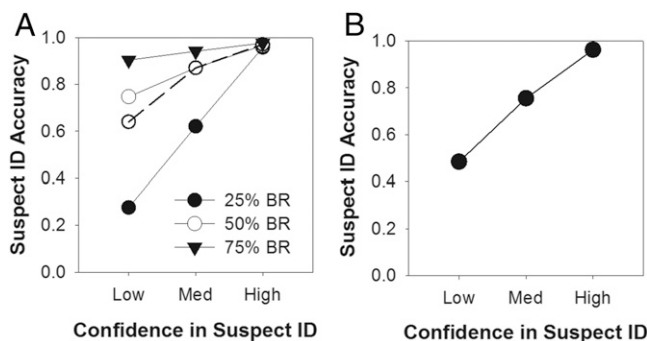 A
1.0
0.8
0.6
0.4
0.2
0.0
Suspect ID Accuracy
25% BR
50% BR
75% BR
Low Med High
Confidence in Suspect ID
B
1.0
0.8
0.6
0.4
0.2
0.0
Suspect ID Accuracy
Low Med High
Confidence in Suspect ID